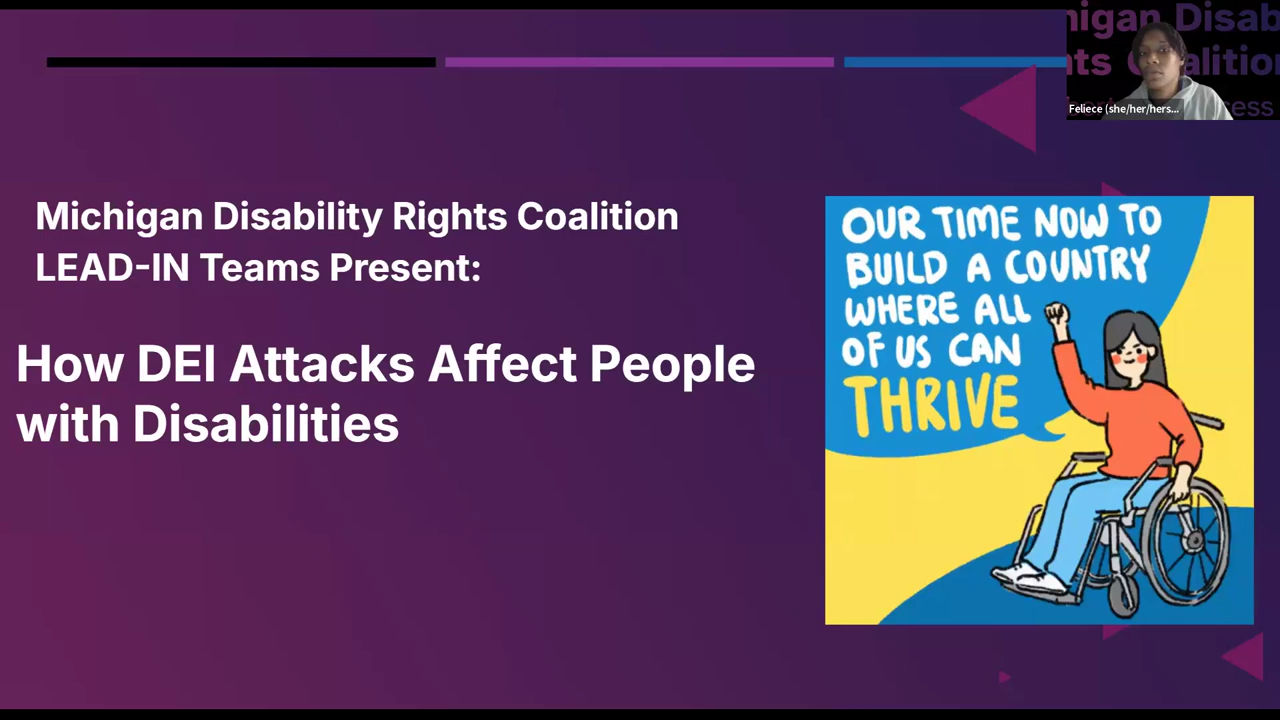 Michigan Disability Rights Coalition
LEAD-IN Teams Present:
How DEI Attacks Affect People
with Disabilities
OUR TIME NOW TO
BUILD A COUNTRY
WHERE ALL
OF US CAN
THRIVE
Feliece (she/her/hers...